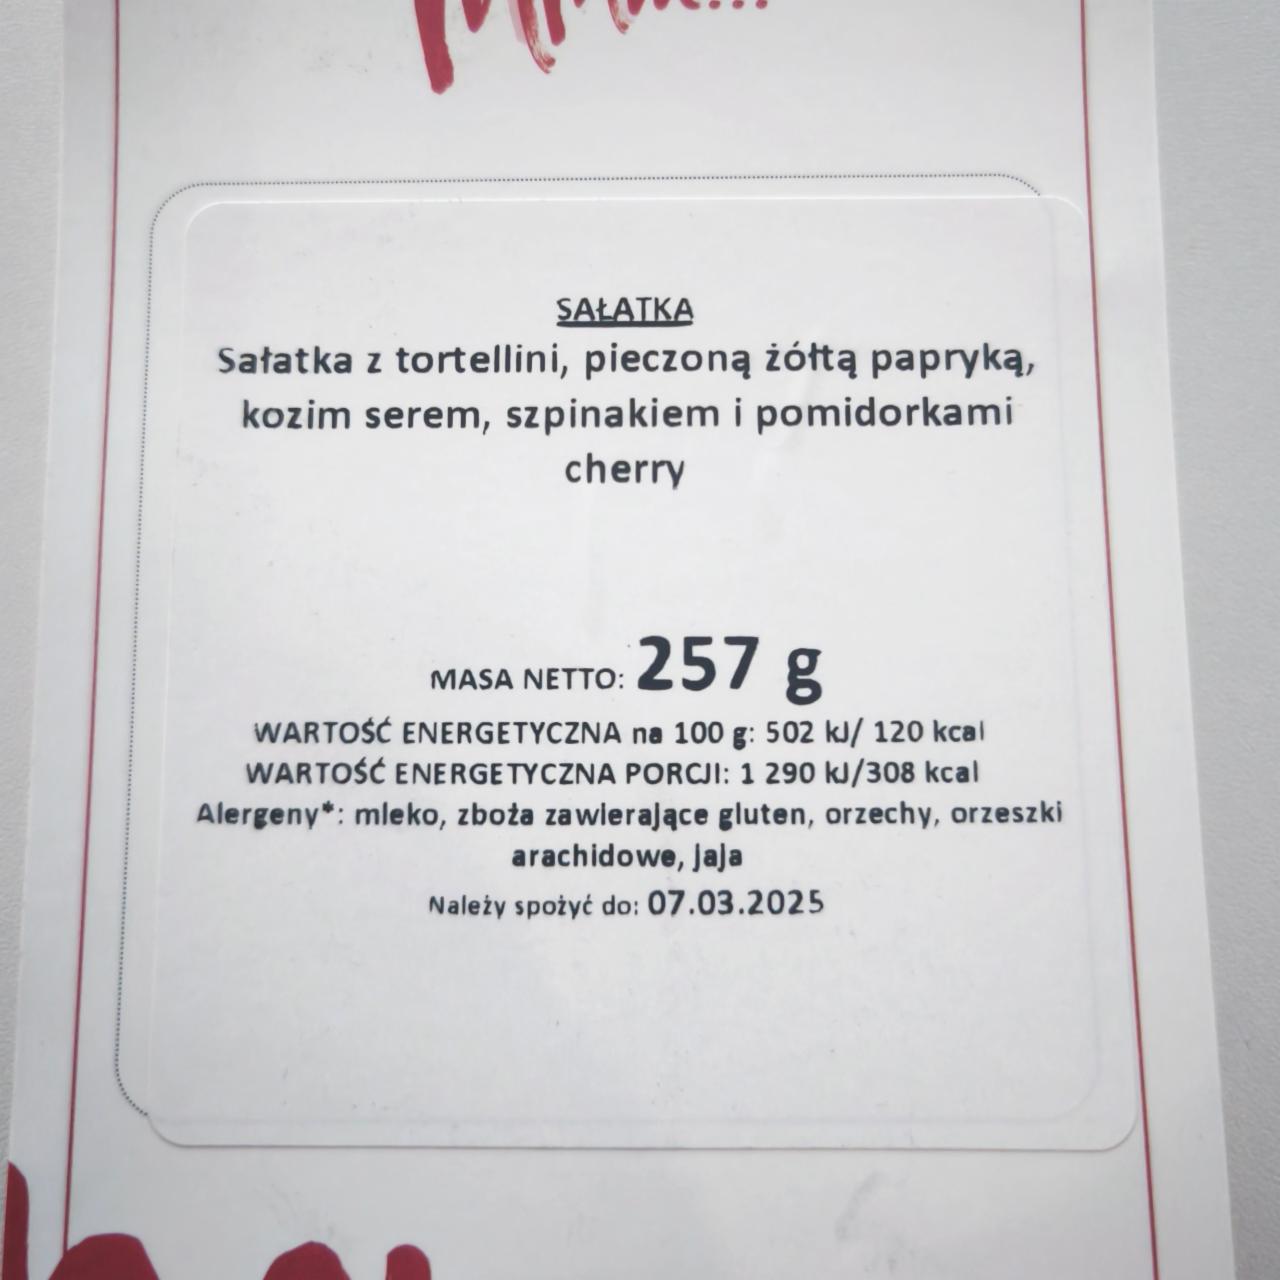 SAŁATKA
Sałatka z tortellini, pieczoną żółtą papryką,
kozim serem, szpinakiem i pomidorkami
cherry
MASA NETTO: 257 g
WARTOŚĆ ENERGETYCZNA na 100 g: 502 kJ/ 120 kcal
WARTOŚĆ ENERGETYCZNA PORCJI: 1 290 kJ/308 kcal
Alergeny*: mleko, zboża zawierające gluten, orzechy, orzeszki
arachidowe, jaja
Należy spożyć do: 07.03.2025